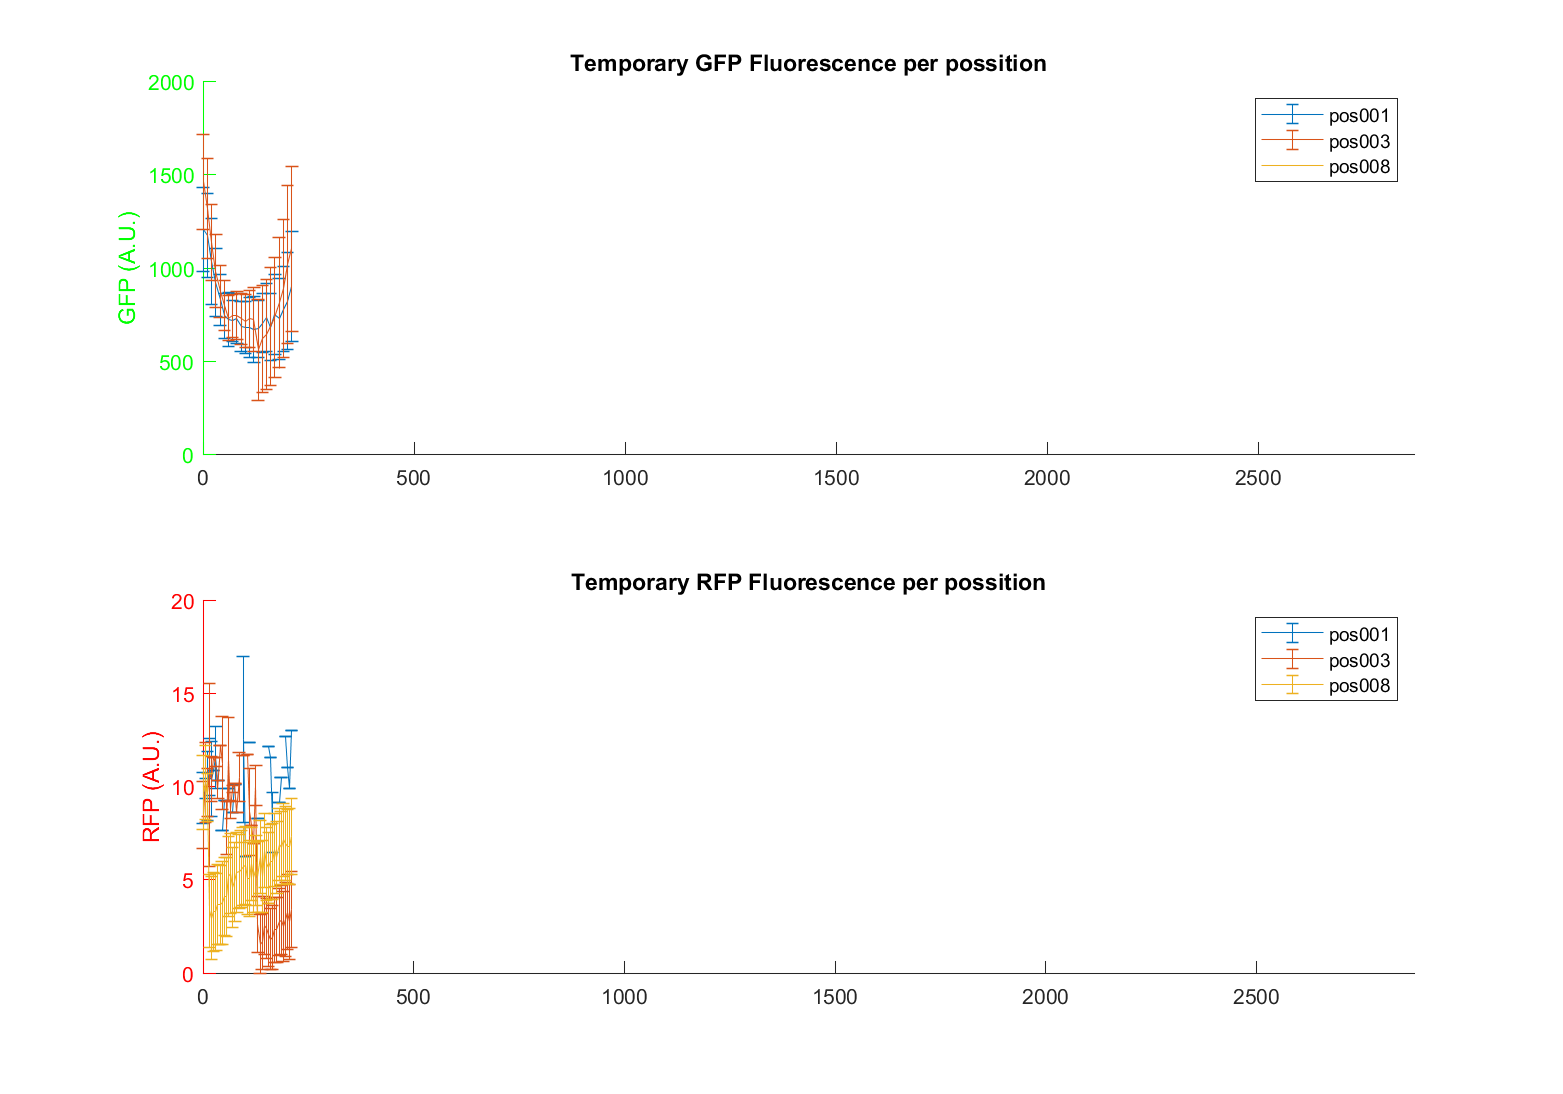 Temporary GFP Fluorescence per possition
2000
1500
1000
500
0
GFP (A.U.)
pos001
pos003
pos008
0 500 1000 1500 2000 2500
Temporary RFP Fluorescence per possition
20
15
10
5
0
RFP (A.U.)
pos001
pos003
pos008
0 500 1000 1500 2000 2500